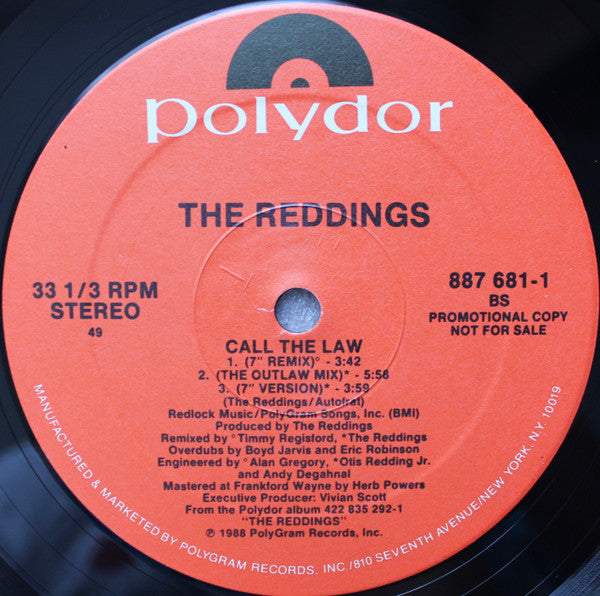 polydor
THE REDDINGS
33 1/3 RPM
STEREO
49
887 681-1
BS
PROMOTIONAL COPY
NOT FOR SALE
CALL THE LAW
1. (7" REMIX)° - 3:42
2. (THE OUTLAW MIX)* - 5:58
3. (7" VERSION)* - 3:59
(The Reddings/Autofrat)
Redlock Music/PolyGram Songs, Inc. (BMI)
Produced by The Reddings
Remixed by °Timmy Regisford, *The Reddings
Overdubs by Boyd Jarvis and Eric Robinson
Engineered by °Alan Gregory, *Otis Redding Jr.
and Andy Degahnal
Mastered at Frankford Wayne by Herb Powers
Executive Producer: Vivian Scott
From the Polydor album 422 835 292-1
"THE REDDINGS"
℗ 1988 PolyGram Records, Inc.
MANUFACTURED & MARKETED BY POLYGRAM RECORDS, INC./810 SEVENTH AVENUE/NEW YORK, N.Y. 10019